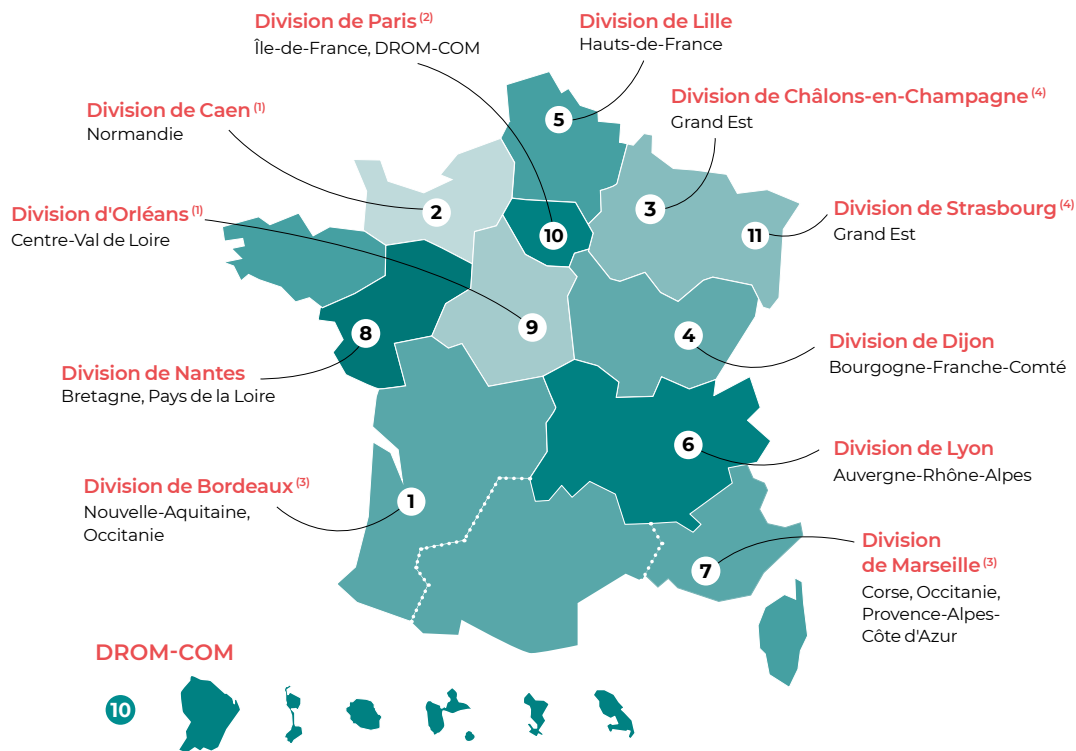 Division de Paris (2)
Île-de-France, DROM-COM
Division de Lille
Hauts-de-France
Division de Caen (1)
Normandie
Division de Châlons-en-Champagne (4)
Grand Est
5
2
3
Division d'Orléans (1)
Centre-Val de Loire
10
11
Division de Strasbourg (4)
Grand Est
8
9
4
Division de Dijon
Bourgogne-Franche-Comté
Division de Nantes
Bretagne, Pays de la Loire
6
Division de Lyon
Auvergne-Rhône-Alpes
Division de Bordeaux (3)
Nouvelle-Aquitaine,
Occitanie
1
7
Division
de Marseille (3)
Corse, Occitanie,
Provence-Alpes-
Côte d'Azur
DROM-COM
10